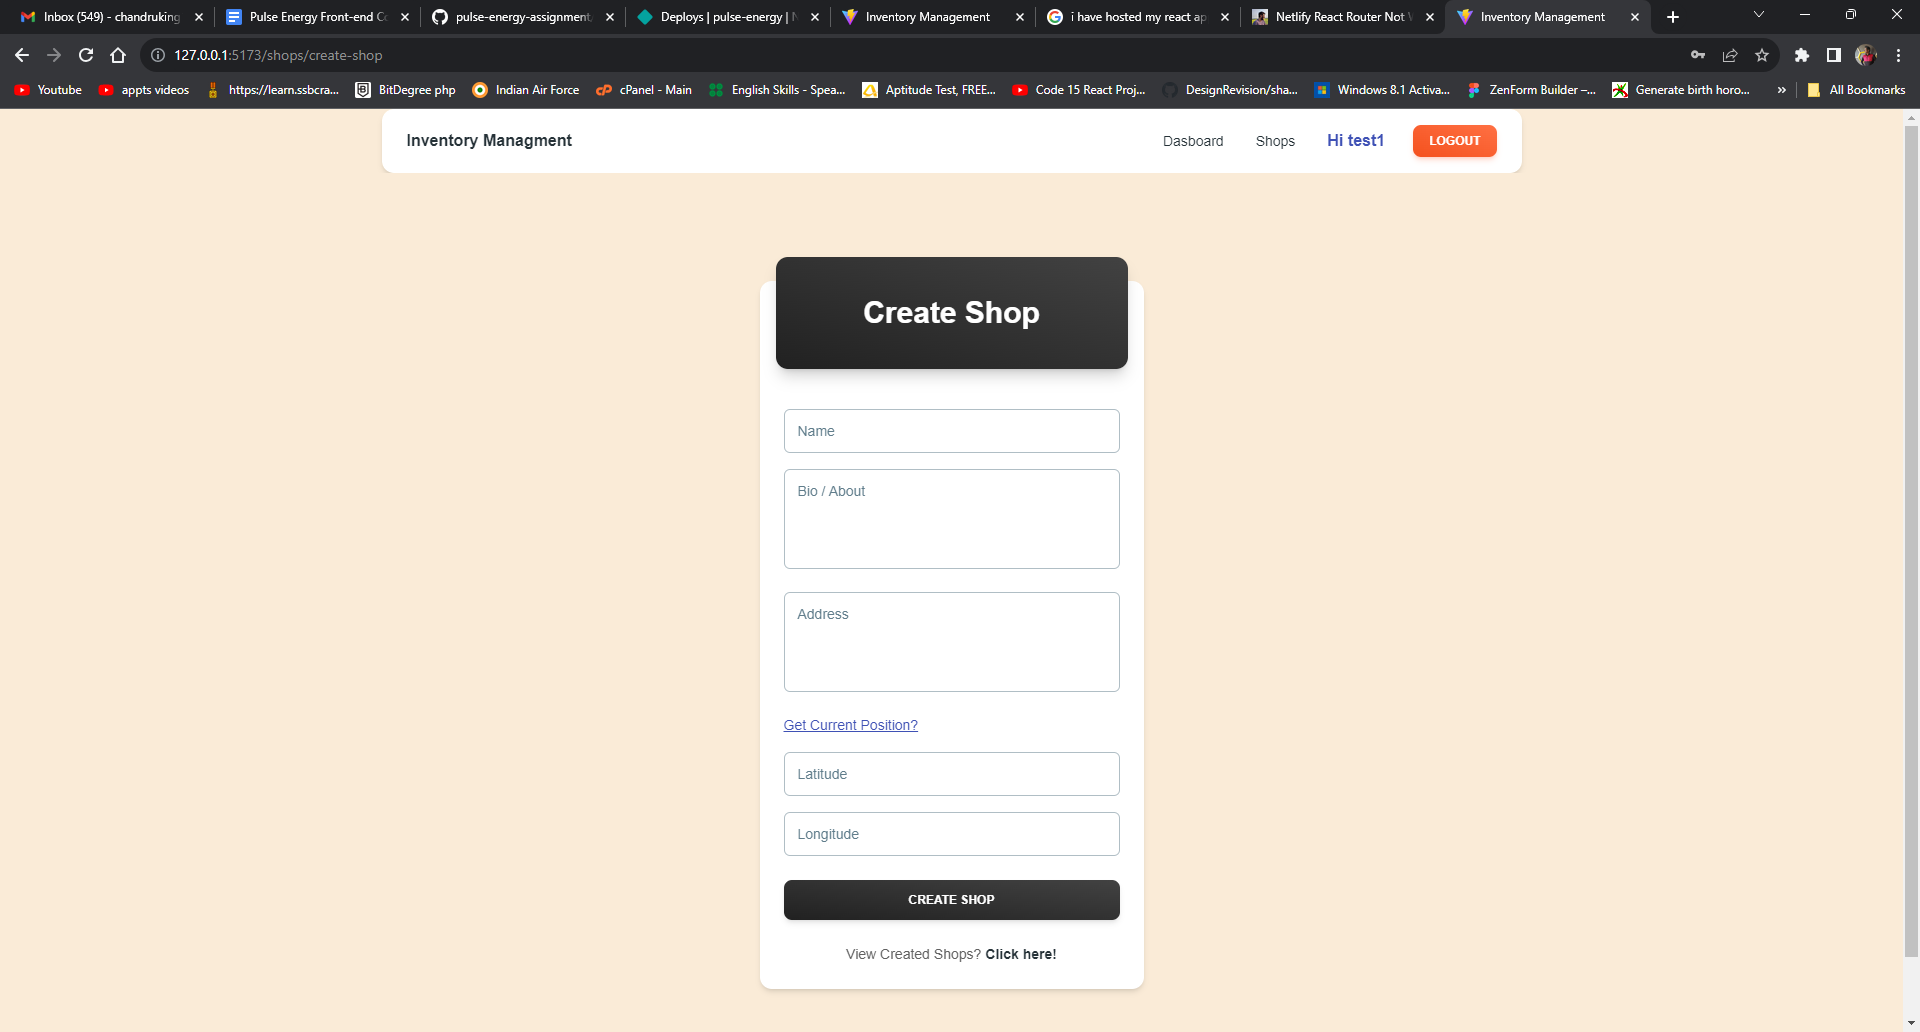 Inbox (549) - chandruking
Pulse Energy Front-end Co
pulse-energy-assignment/
Deploys | pulse-energy | N
Inventory Management
i have hosted my react ap
Netlify React Router Not W
Inventory Management
127.0.0.1:5173/shops/create-shop
Youtube
appts videos
https://learn.ssbcra...
BitDegree php
Indian Air Force
cPanel - Main
English Skills - Spea...
Aptitude Test, FREE...
Code 15 React Proj...
DesignRevision/sha...
Windows 8.1 Activa...
ZenForm Builder –...
Generate birth horo...
»
All Bookmarks
Inventory Managment
Dasboard
Shops
Hi test1
LOGOUT
Create Shop
Name
Bio / About
Address
Get Current Position?
Latitude
Longitude
CREATE SHOP
View Created Shops? Click here!